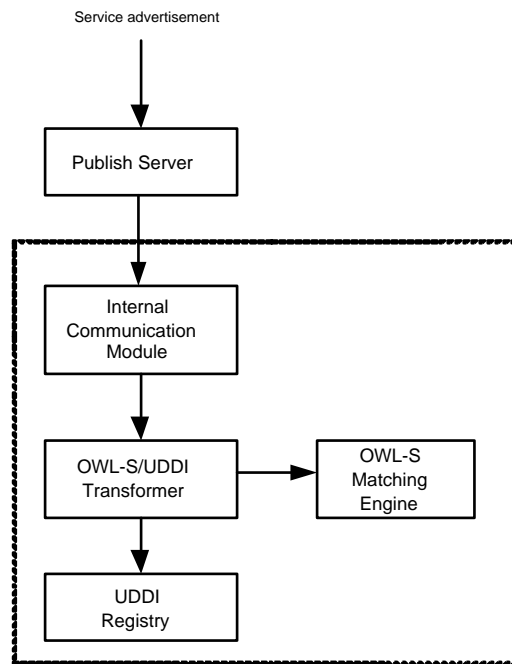 Service advertisement
Publish Server
Internal
Communication
Module
OWL-S/UDDI
Transformer
OWL-S
Matching
Engine
UDDI
Registry